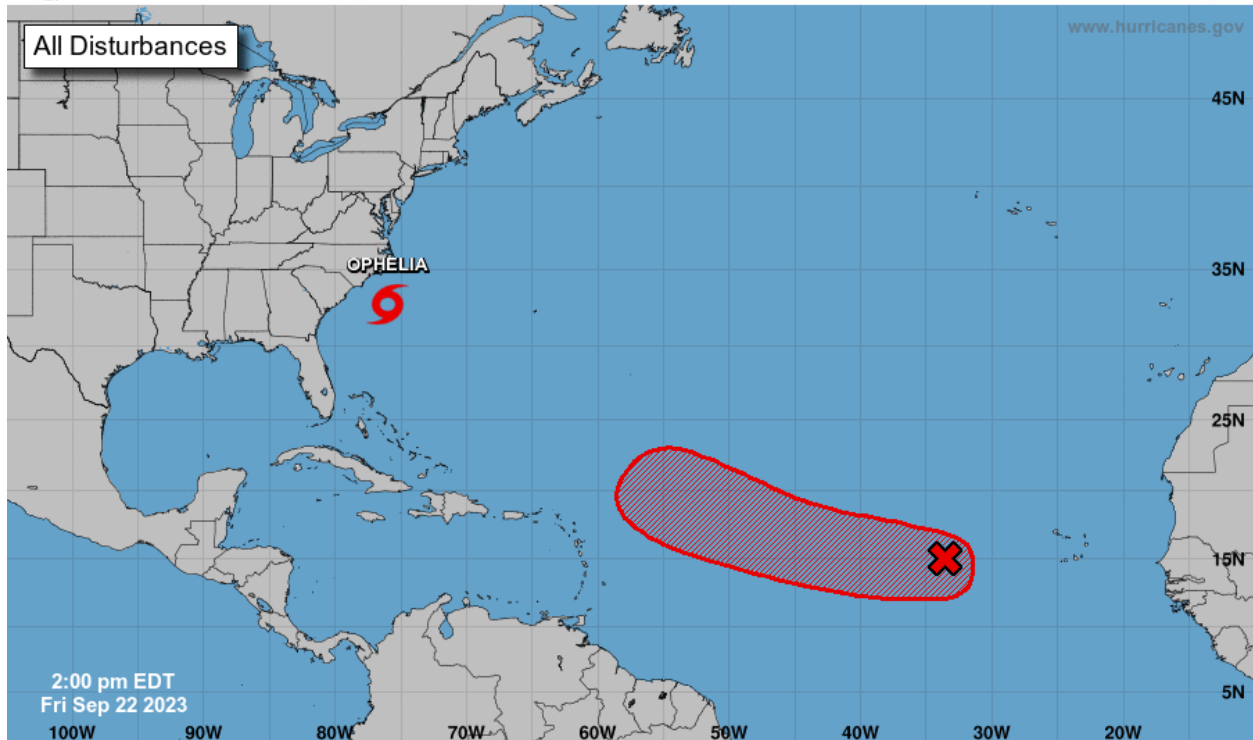 All Disturbances
www.hurricanes.gov
45N
OPHELIA
35N
25N
15N
2:00 pm EDT
Fri Sep 22 2023
5N
100W 90W 80W 70W 60W 50W 40W 30W 20W